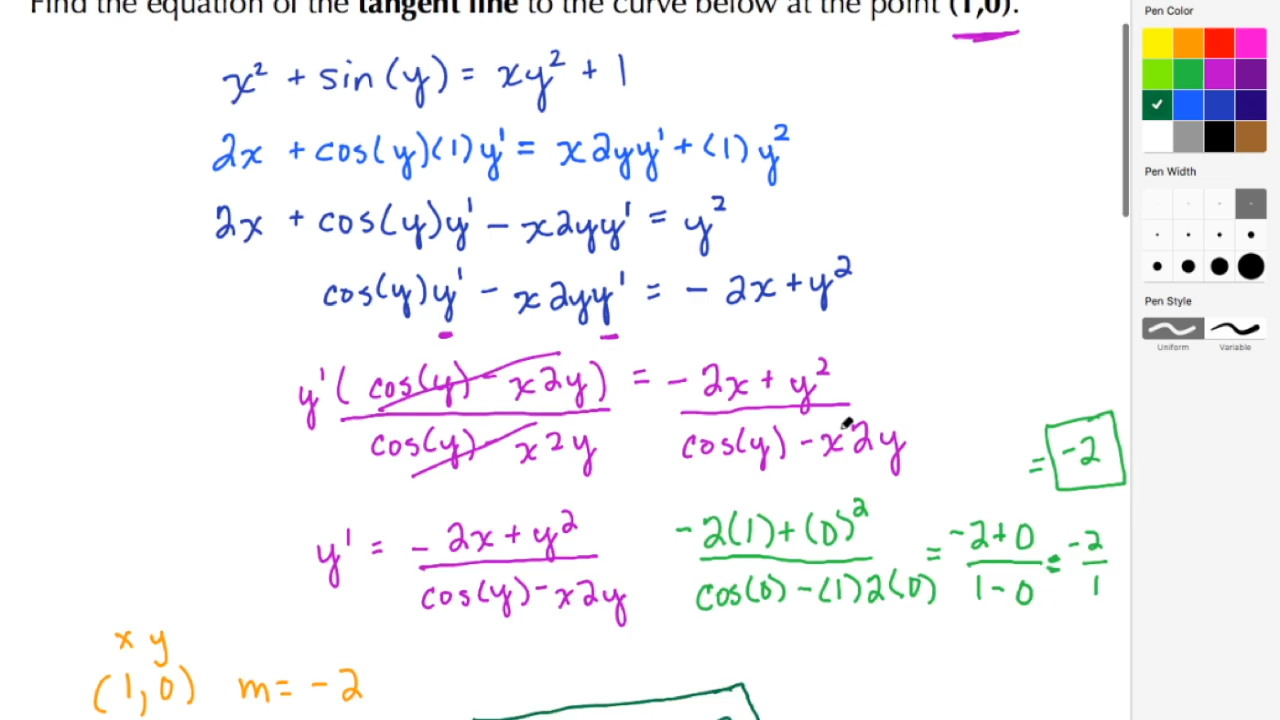 Find the equation of the tangent line to the curve below at the point (1,0).
x² + sin(y) = xy² + 1
2x + cos(y)(1)y' = x2yy' + (1)y²
2x + cos(y)y' - x2yy' = y²
cos(y)y' - x2yy' = - 2x + y²
y'(cos(y) - x2y) = - 2x + y²
cos(y) - x2y cos(y) - x2y
= -2
y' = - 2x + y² -2(1) + (0)² = -2+0 = -2
cos(y) - x2y cos(0) - (1)2(0) 1-0 1
x y
(1,0) m = -2
Pen Color
Pen Width
Pen Style
Uniform Variable